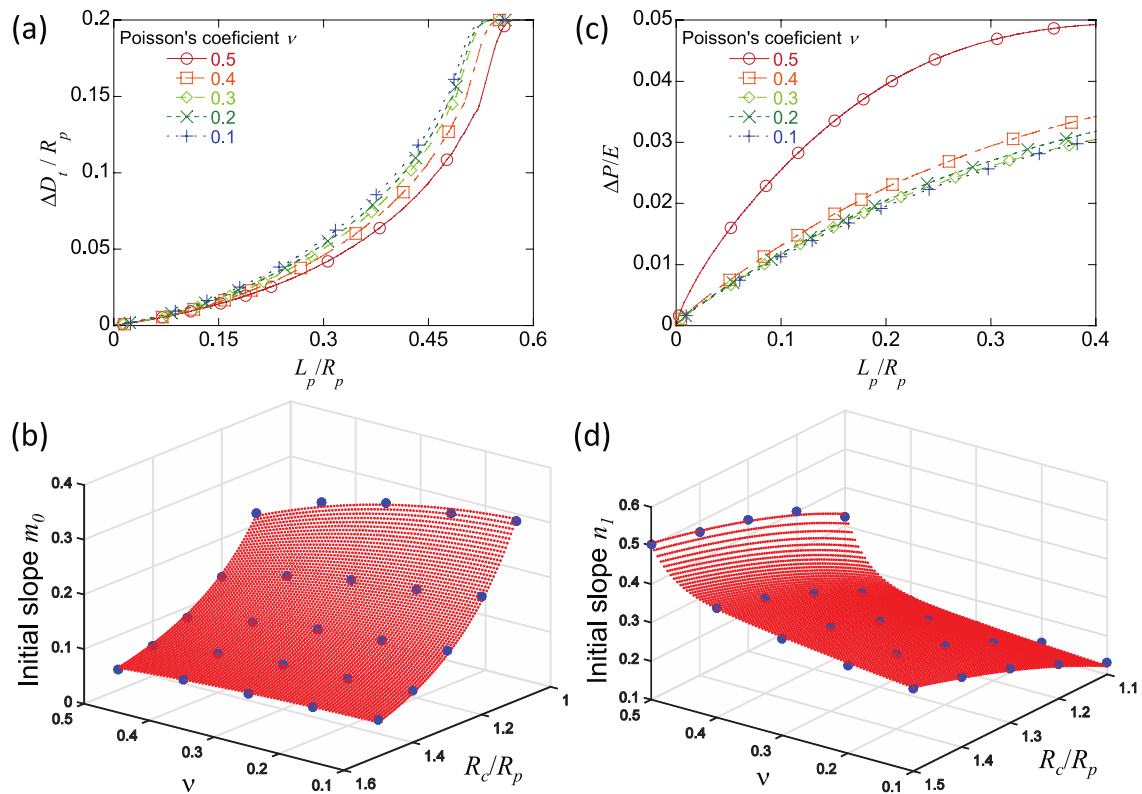 (a)
0.2
0.15
0.10
0.05
0
ΔD_t / R_p
Poisson's coeficient ν
0.5
0.4
0.3
0.2
0.1
0 0.15 0.3 0.45 0.6
L_p/R_p
(c)
0.05
0.04
0.03
0.02
0.01
0
ΔP/E
Poisson's coeficient ν
0.5
0.4
0.3
0.2
0.1
0 0.1 0.2 0.3 0.4
L_p/R_p
(b)
0.4
0.3
0.2
0.1
0
Initial slope m_0
0.5 0.4 0.3 0.2 0.1
ν
1.6 1.4 1.2 1
R_c/R_p
(d)
0.6
0.5
0.4
0.3
0.2
0.1
Initial slope n_1
0.5 0.4 0.3 0.2 0.1
ν
1.5 1.4 1.3 1.2 1.1
R_c/R_p